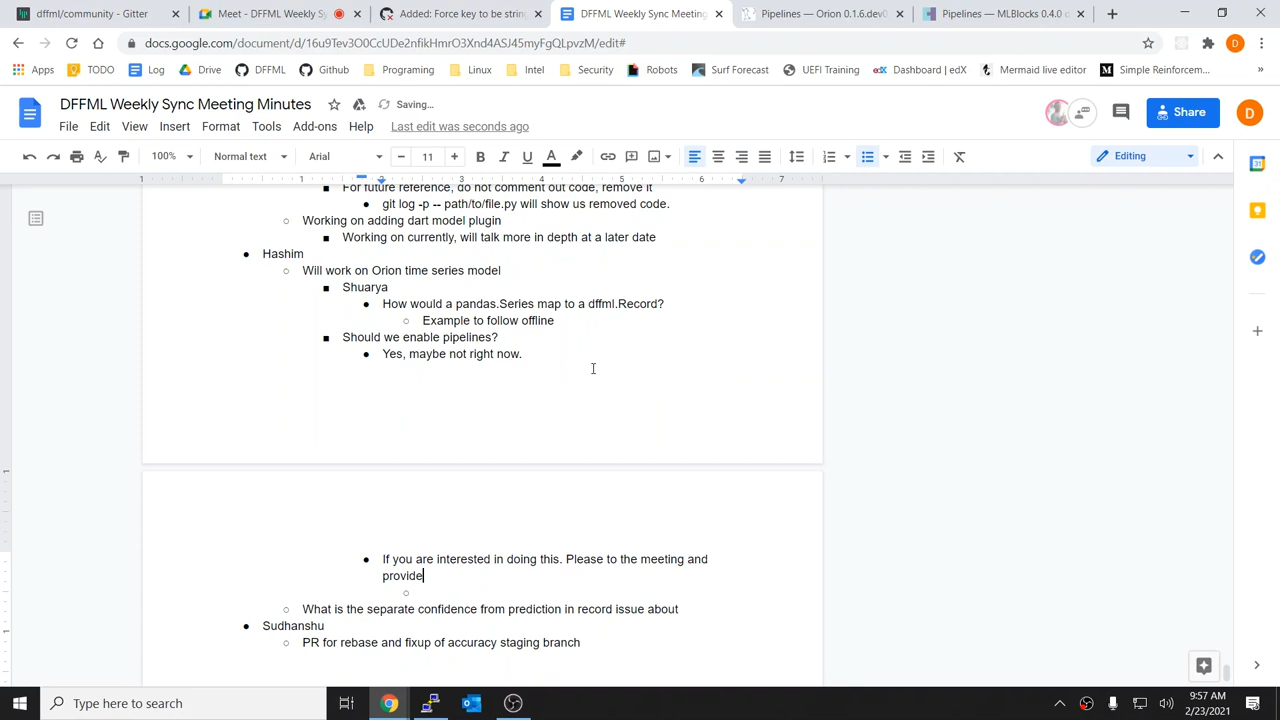 dffml/community - Gitter
Meet - DFFML Weekly S
Added: Forok key to be string
DFFML Weekly Sync Meeting
Pipelines — Orion 0.1.6.dev0
Pipelines — MLBlocks 0.4.0
docs.google.com/document/d/16u9Tev3O0CcUDe2nfikHmrO3Xnd4ASJ45myFgQLpvzM/edit#
Apps TODO Log Drive DFFML Github Programing Linux Intel Security Robots Surf Forecast UEFI Training Dashboard | edX Mermaid live editor Simple Reinforcem...
DFFML Weekly Sync Meeting Minutes
Saving...
Share
File Edit View Insert Format Tools Add-ons Help Last edit was seconds ago
100% Normal text Arial 11 Editing
1 1 2 3 4 5 6 7
For future reference, do not comment out code, remove it
git log -p -- path/to/file.py will show us removed code.
Working on adding dart model plugin
Working on currently, will talk more in depth at a later date
Hashim
Will work on Orion time series model
Shuarya
How would a pandas.Series map to a dffml.Record?
Example to follow offline
Should we enable pipelines?
Yes, maybe not right now.
If you are interested in doing this. Please to the meeting and
provide
What is the separate confidence from prediction in record issue about
Sudhanshu
PR for rebase and fixup of accuracy staging branch
Type here to search
9:57 AM
2/23/2021